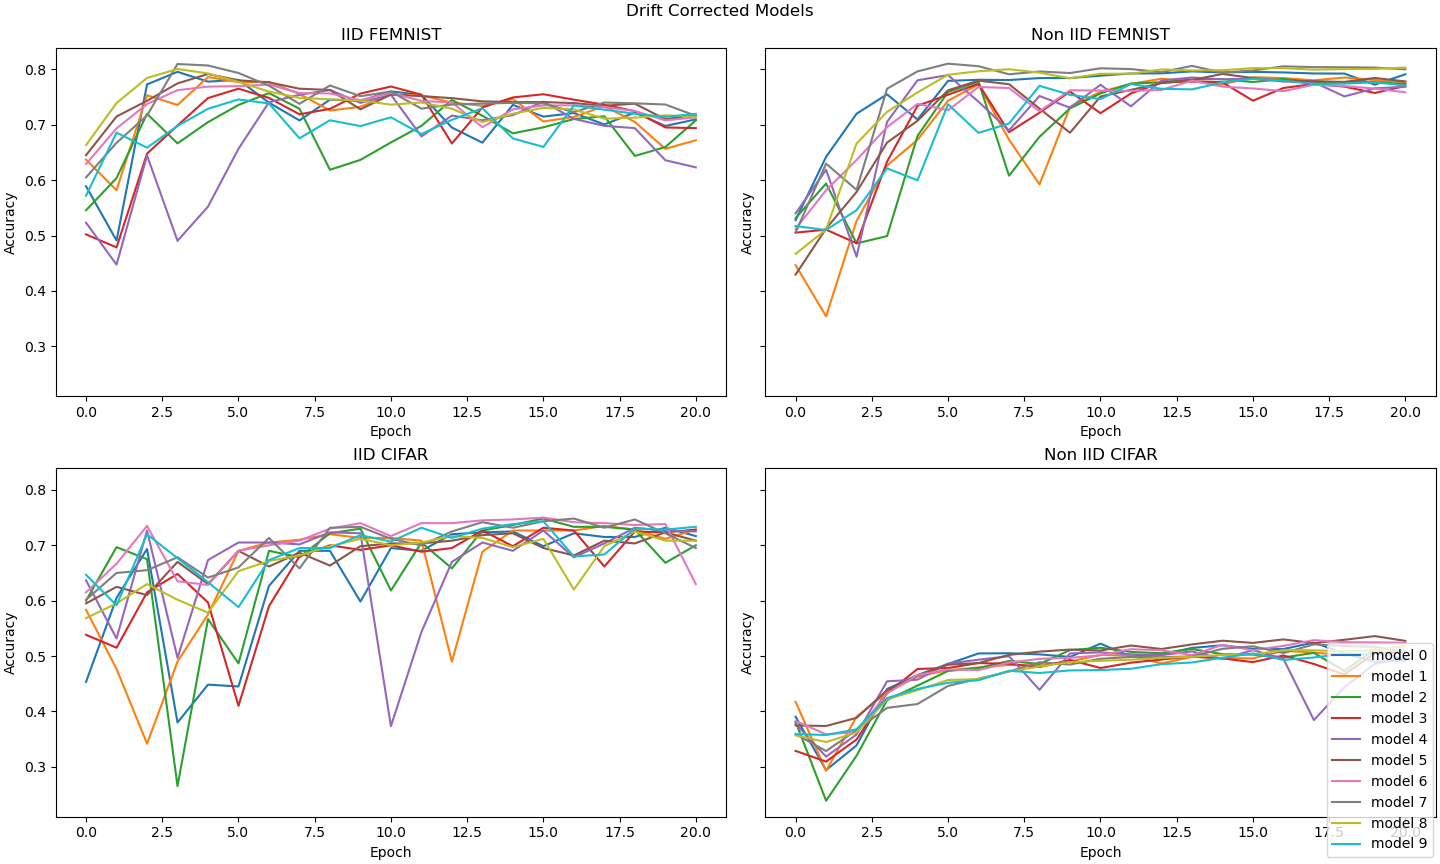 Drift Corrected Models
IID FEMNIST
Accuracy
0.8
0.7
0.6
0.5
0.4
0.3
0.0 2.5 5.0 7.5 10.0 12.5 15.0 17.5 20.0
Epoch
Non IID FEMNIST
Accuracy
0.0 2.5 5.0 7.5 10.0 12.5 15.0 17.5 20.0
Epoch
IID CIFAR
Accuracy
0.8
0.7
0.6
0.5
0.4
0.3
0.0 2.5 5.0 7.5 10.0 12.5 15.0 17.5 20.0
Epoch
Non IID CIFAR
Accuracy
0.0 2.5 5.0 7.5 10.0 12.5 15.0 17.5 20.0
Epoch
model 0
model 1
model 2
model 3
model 4
model 5
model 6
model 7
model 8
model 9